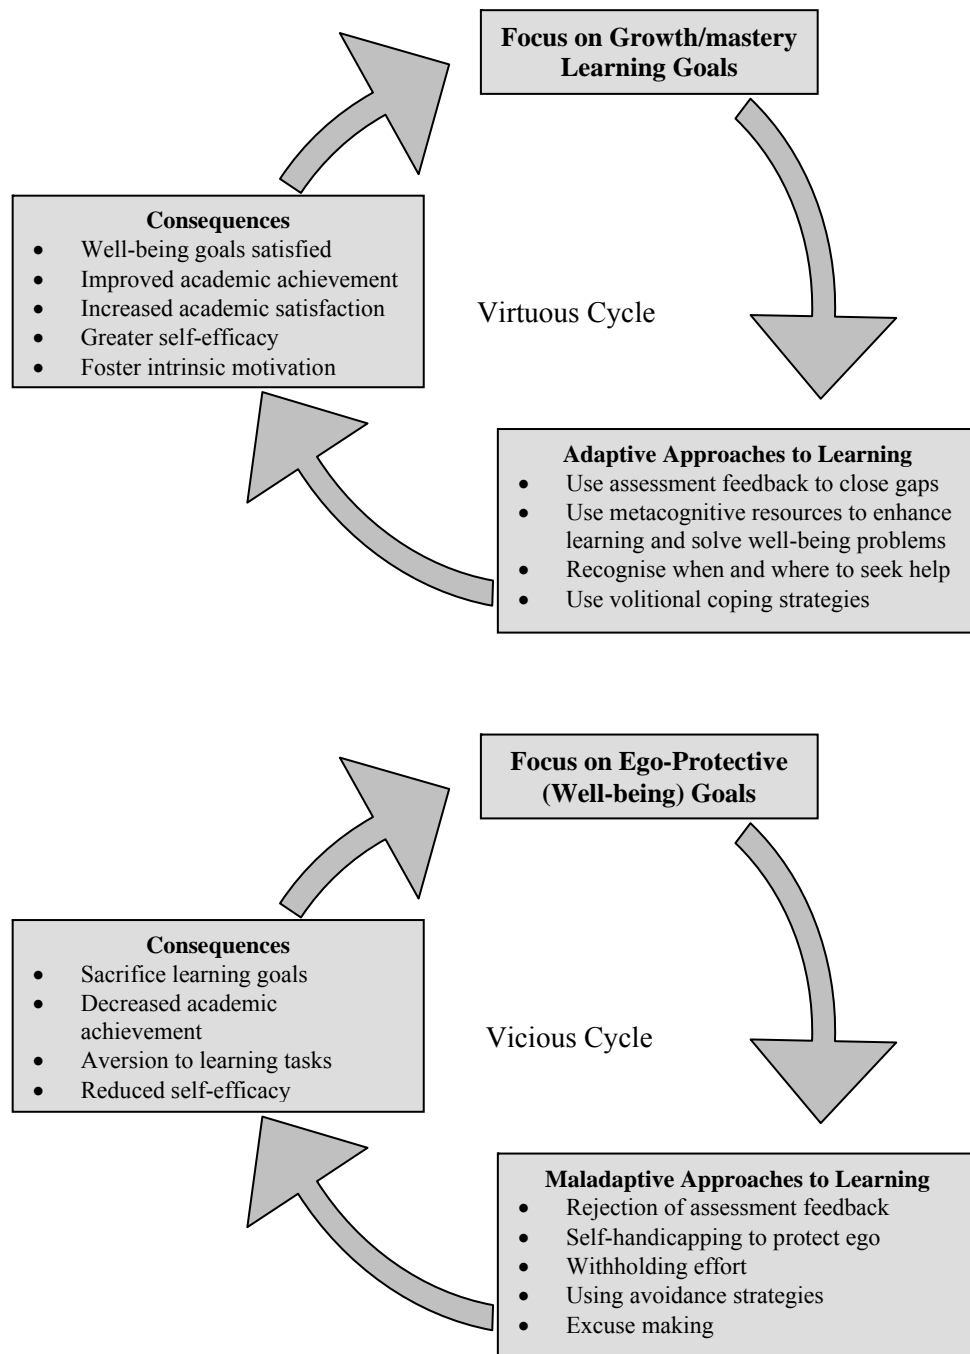 Focus on Growth/mastery
Learning Goals
Consequences
• Well-being goals satisfied
• Improved academic achievement
• Increased academic satisfaction
• Greater self-efficacy
• Foster intrinsic motivation
Virtuous Cycle
Adaptive Approaches to Learning
• Use assessment feedback to close gaps
• Use metacognitive resources to enhance
learning and solve well-being problems
• Recognise when and where to seek help
• Use volitional coping strategies
Focus on Ego-Protective
(Well-being) Goals
Consequences
• Sacrifice learning goals
• Decreased academic
achievement
• Aversion to learning tasks
• Reduced self-efficacy
Vicious Cycle
Maladaptive Approaches to Learning
• Rejection of assessment feedback
• Self-handicapping to protect ego
• Withholding effort
• Using avoidance strategies
• Excuse making